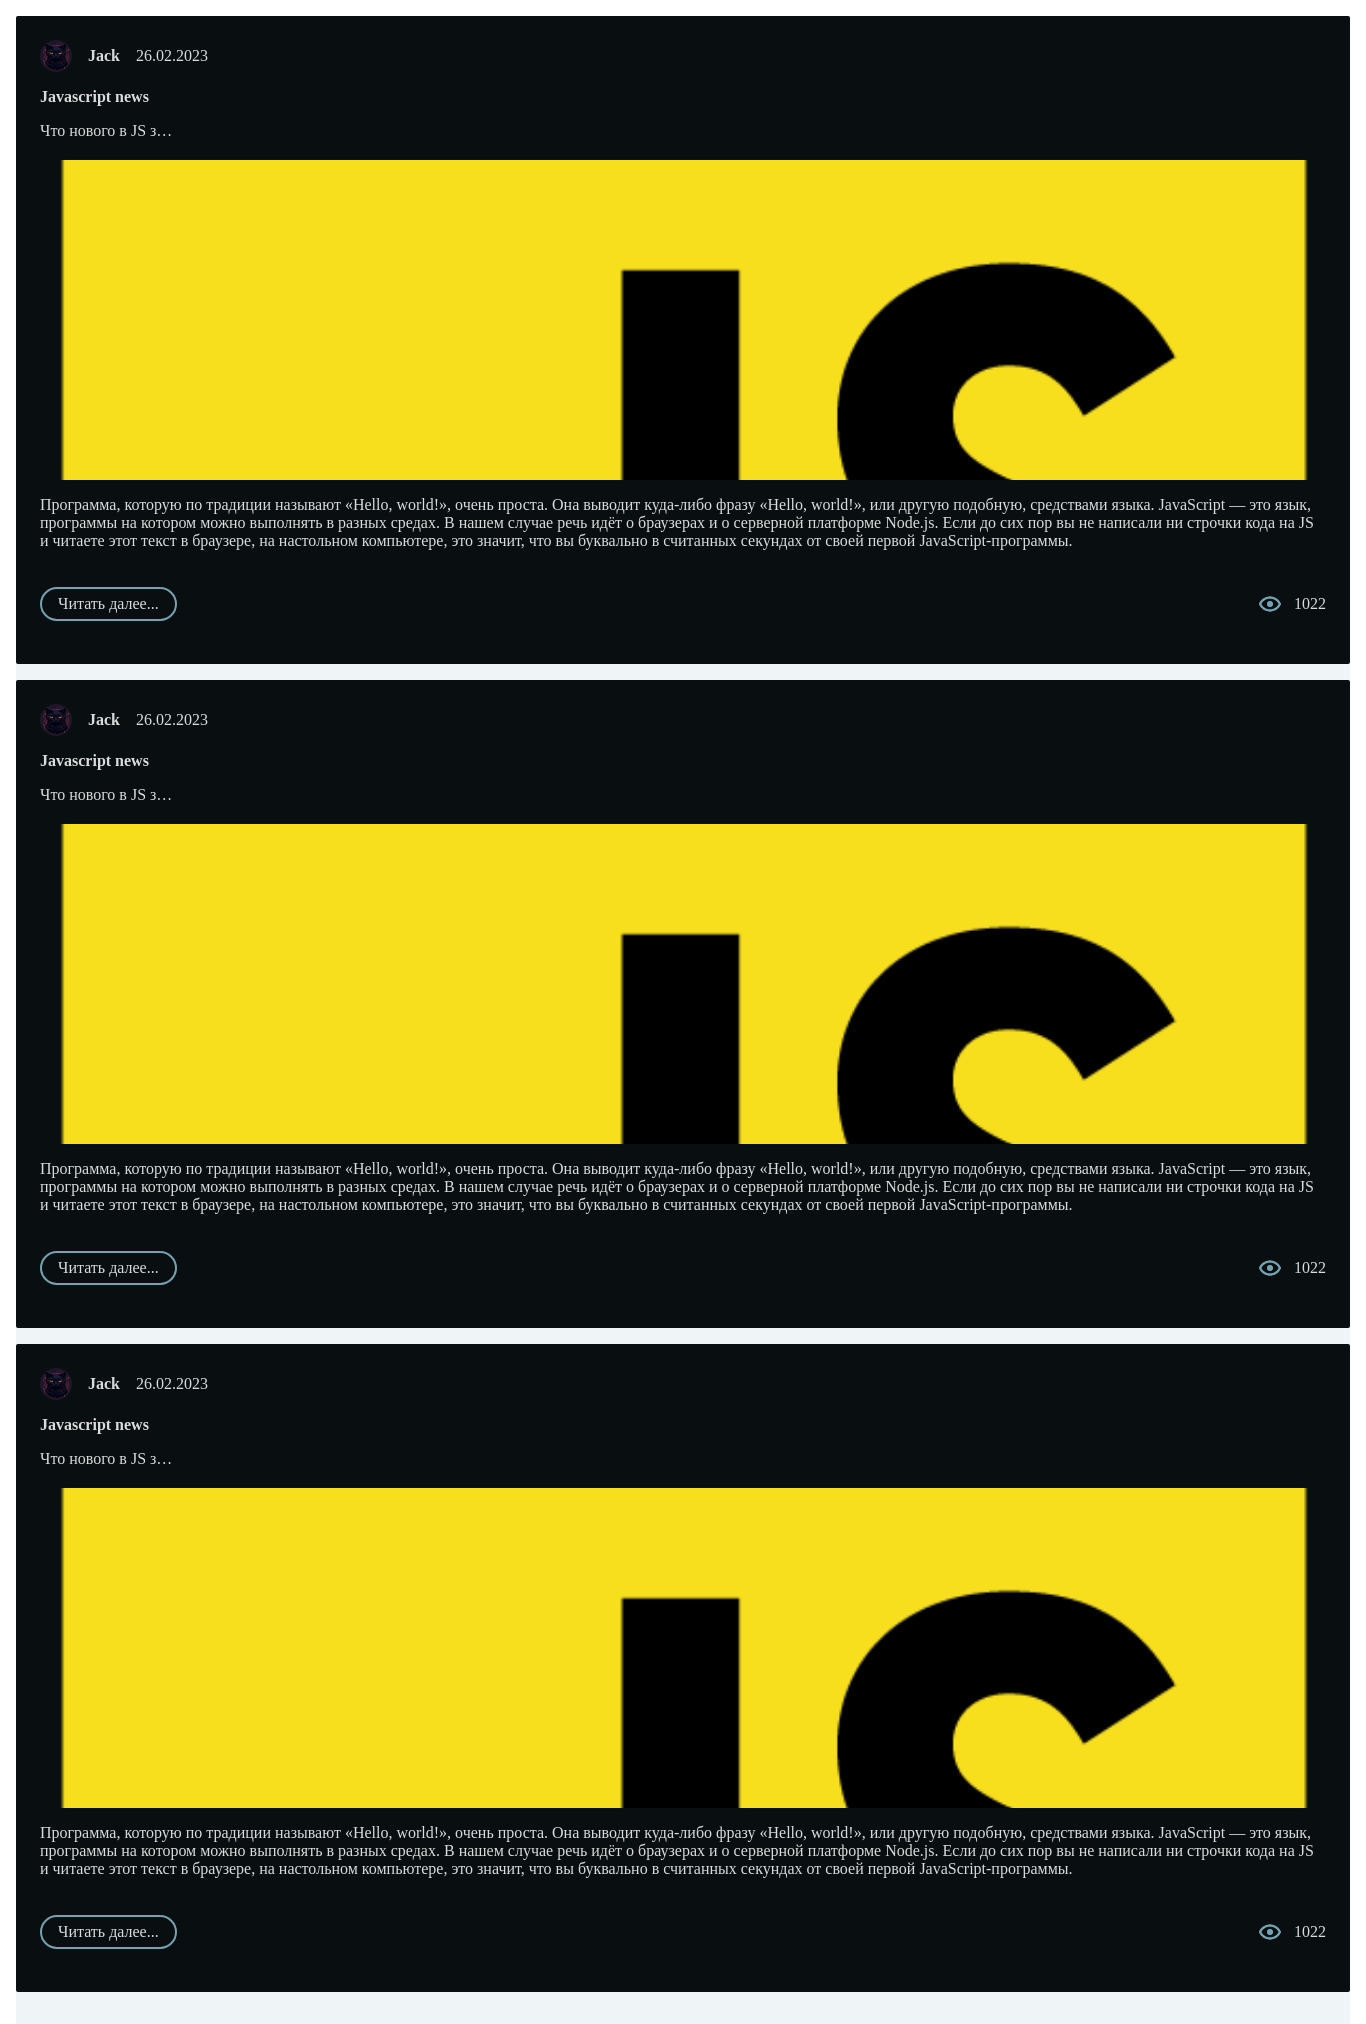 Jack 26.02.2023
Javascript news
Что нового в JS з…
JS
Программа, которую по традиции называют «Hello, world!», очень проста. Она выводит куда-либо фразу «Hello, world!», или другую подобную, средствами языка. JavaScript — это язык,
программы на котором можно выполнять в разных средах. В нашем случае речь идёт о браузерах и о серверной платформе Node.js. Если до сих пор вы не написали ни строчки кода на JS
и читаете этот текст в браузере, на настольном компьютере, это значит, что вы буквально в считанных секундах от своей первой JavaScript-программы.
Читать далее... 1022
Jack 26.02.2023
Javascript news
Что нового в JS з…
JS
Программа, которую по традиции называют «Hello, world!», очень проста. Она выводит куда-либо фразу «Hello, world!», или другую подобную, средствами языка. JavaScript — это язык,
программы на котором можно выполнять в разных средах. В нашем случае речь идёт о браузерах и о серверной платформе Node.js. Если до сих пор вы не написали ни строчки кода на JS
и читаете этот текст в браузере, на настольном компьютере, это значит, что вы буквально в считанных секундах от своей первой JavaScript-программы.
Читать далее... 1022
Jack 26.02.2023
Javascript news
Что нового в JS з…
JS
Программа, которую по традиции называют «Hello, world!», очень проста. Она выводит куда-либо фразу «Hello, world!», или другую подобную, средствами языка. JavaScript — это язык,
программы на котором можно выполнять в разных средах. В нашем случае речь идёт о браузерах и о серверной платформе Node.js. Если до сих пор вы не написали ни строчки кода на JS
и читаете этот текст в браузере, на настольном компьютере, это значит, что вы буквально в считанных секундах от своей первой JavaScript-программы.
Читать далее... 1022